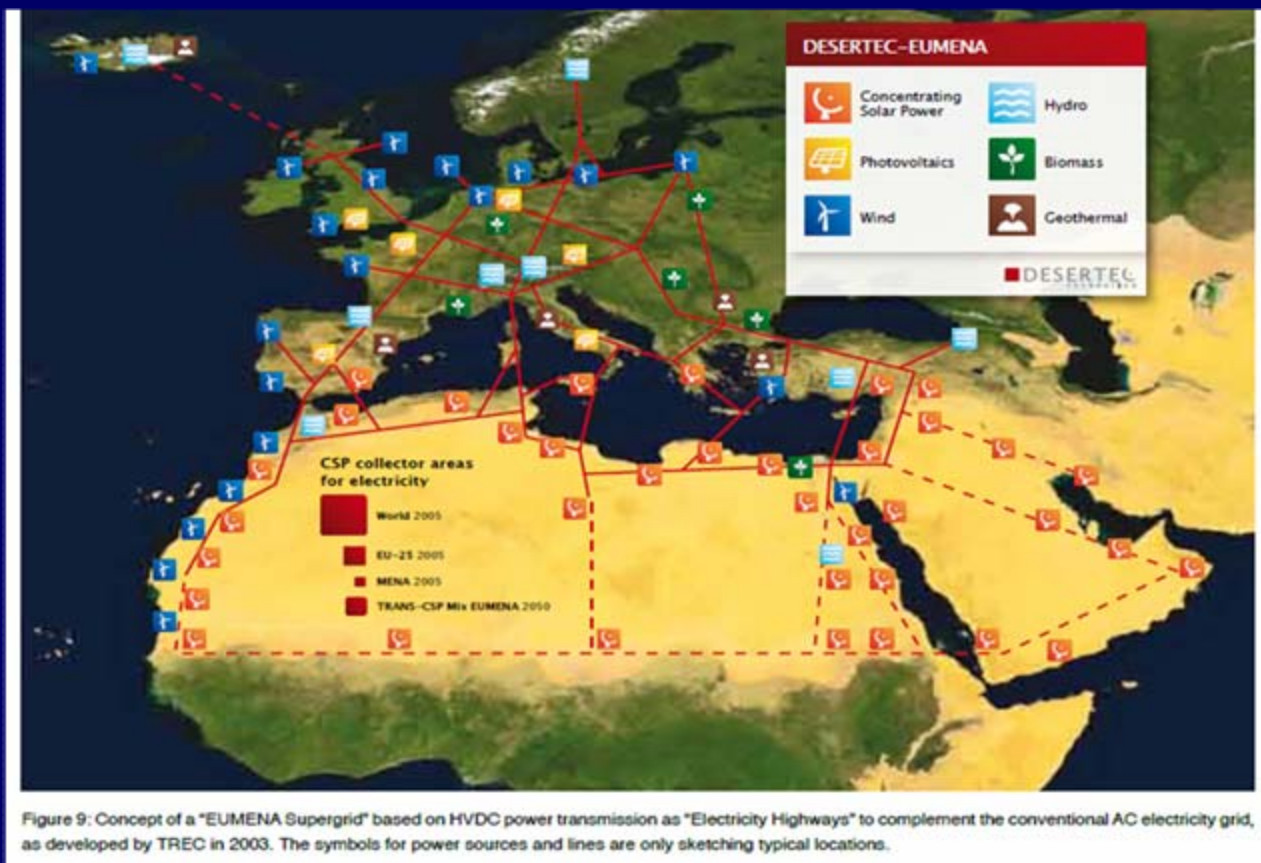 DESERTEC-EUMENA
Concentrating
Solar Power
Hydro
Photovoltaics
Biomass
Wind
Geothermal
DESERTEC
CSP collector areas
for electricity
World 2005
EU-25 2005
MENA 2005
TRANS-CSP Mix EUMENA 2050
Figure 9: Concept of a "EUMENA Supergrid" based on HVDC power transmission as "Electricity Highways" to complement the conventional AC electricity grid,
as developed by TREC in 2003. The symbols for power sources and lines are only sketching typical locations.